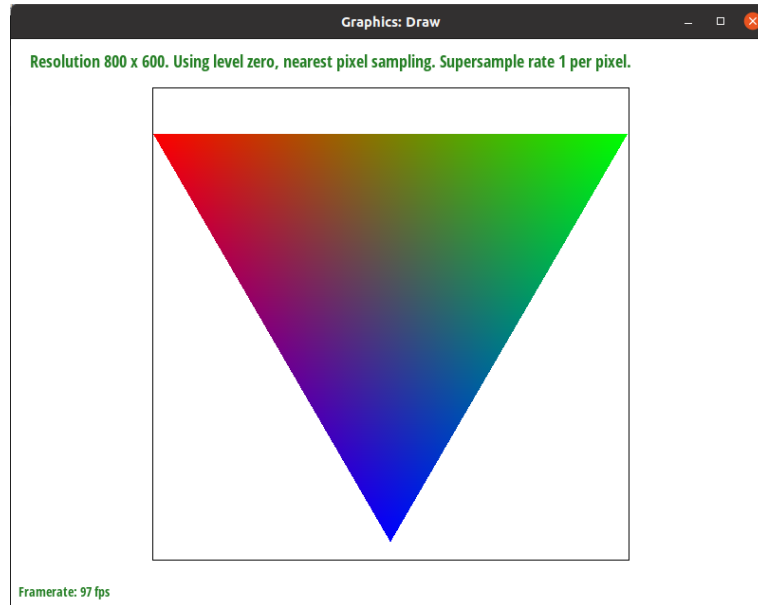 Graphics: Draw
Resolution 800 x 600. Using level zero, nearest pixel sampling. Supersample rate 1 per pixel.
Framerate: 97 fps